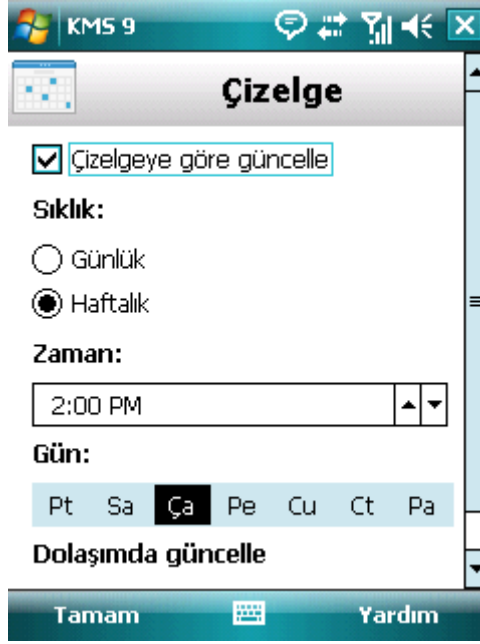 KMS 9
Çizelge
Çizelgeye göre güncelle
Sıklık:
Günlük
Haftalık
Zaman:
2:00 PM
Gün:
Pt Sa Ça Pe Cu Ct Pa
Dolaşımda güncelle
Tamam Yardım